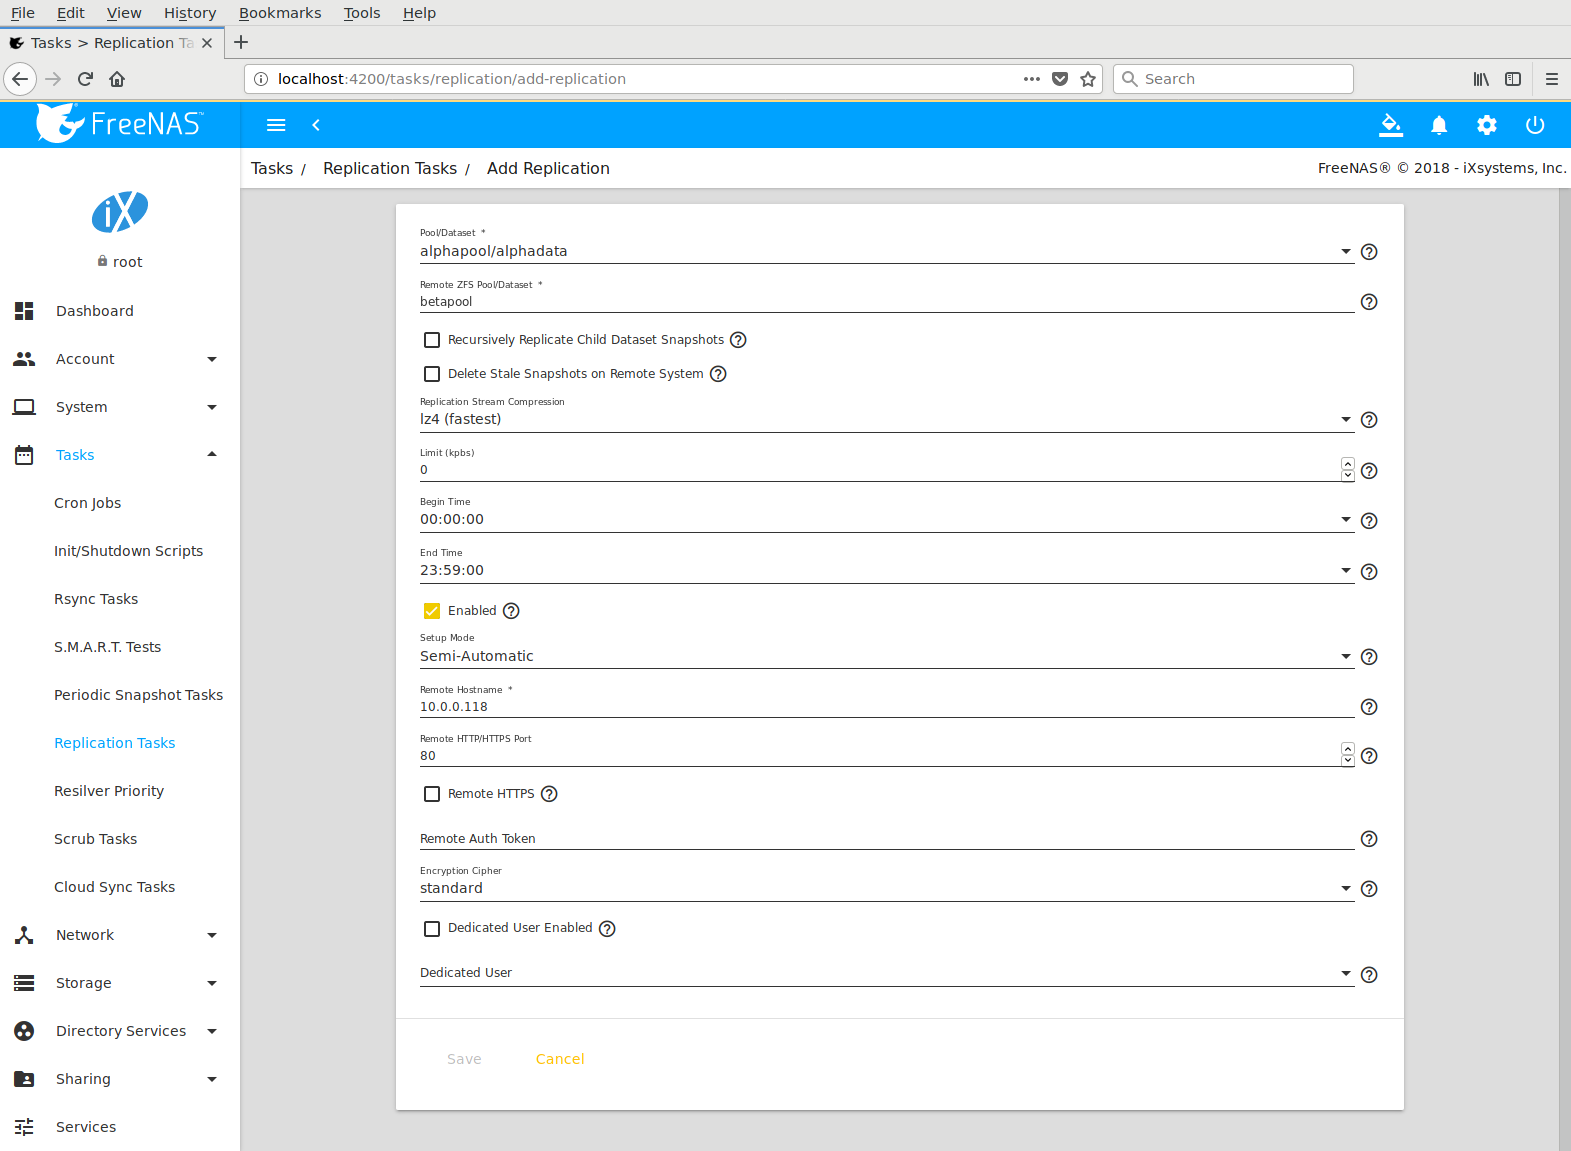 File Edit View History Bookmarks Tools Help
Tasks > Replication Ta
localhost:4200/tasks/replication/add-replication
Search
FreeNAS™
Tasks / Replication Tasks / Add Replication
FreeNAS® © 2018 - iXsystems, Inc.
iX
root
Dashboard
Account
System
Tasks
Cron Jobs
Init/Shutdown Scripts
Rsync Tasks
S.M.A.R.T. Tests
Periodic Snapshot Tasks
Replication Tasks
Resilver Priority
Scrub Tasks
Cloud Sync Tasks
Network
Storage
Directory Services
Sharing
Services
Pool/Dataset *
alphapool/alphadata
Remote ZFS Pool/Dataset *
betapool
Recursively Replicate Child Dataset Snapshots
Delete Stale Snapshots on Remote System
Replication Stream Compression
lz4 (fastest)
Limit (kpbs)
0
Begin Time
00:00:00
End Time
23:59:00
Enabled
Setup Mode
Semi-Automatic
Remote Hostname *
10.0.0.118
Remote HTTP/HTTPS Port
80
Remote HTTPS
Remote Auth Token
Encryption Cipher
standard
Dedicated User Enabled
Dedicated User
Save Cancel